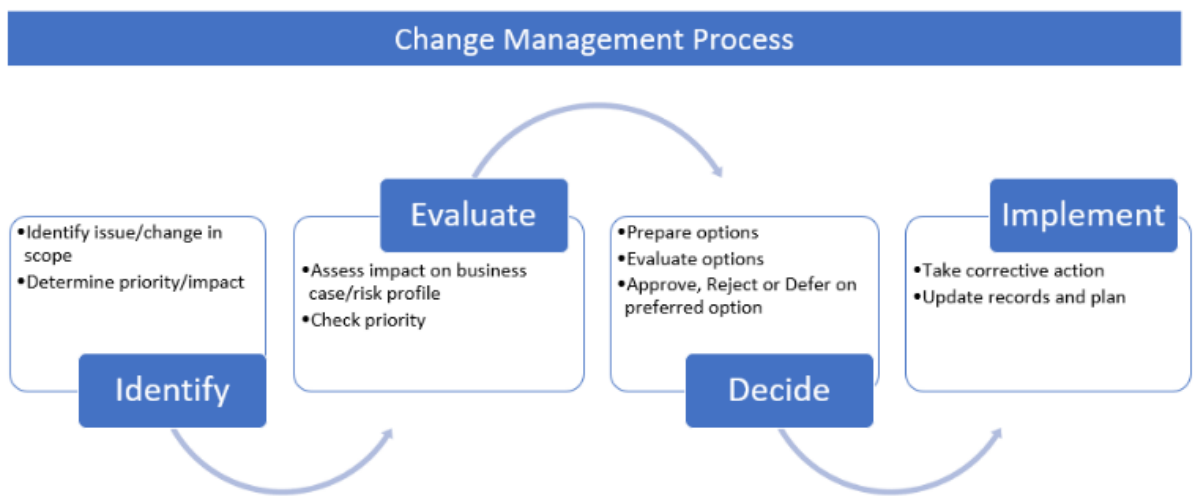 Change Management Process
•Identify issue/change in
scope
•Determine priority/impact
Identify
Evaluate
•Assess impact on business
case/risk profile
•Check priority
•Prepare options
•Evaluate options
•Approve, Reject or Defer on
preferred option
Decide
Implement
•Take corrective action
•Update records and plan